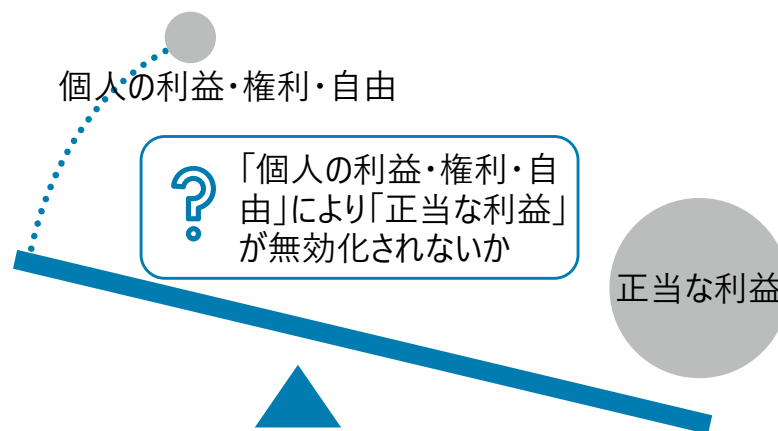 個人の利益・権利・自由
「個人の利益・権利・自
由」により「正当な利益」
が無効化されないか
正当な利益